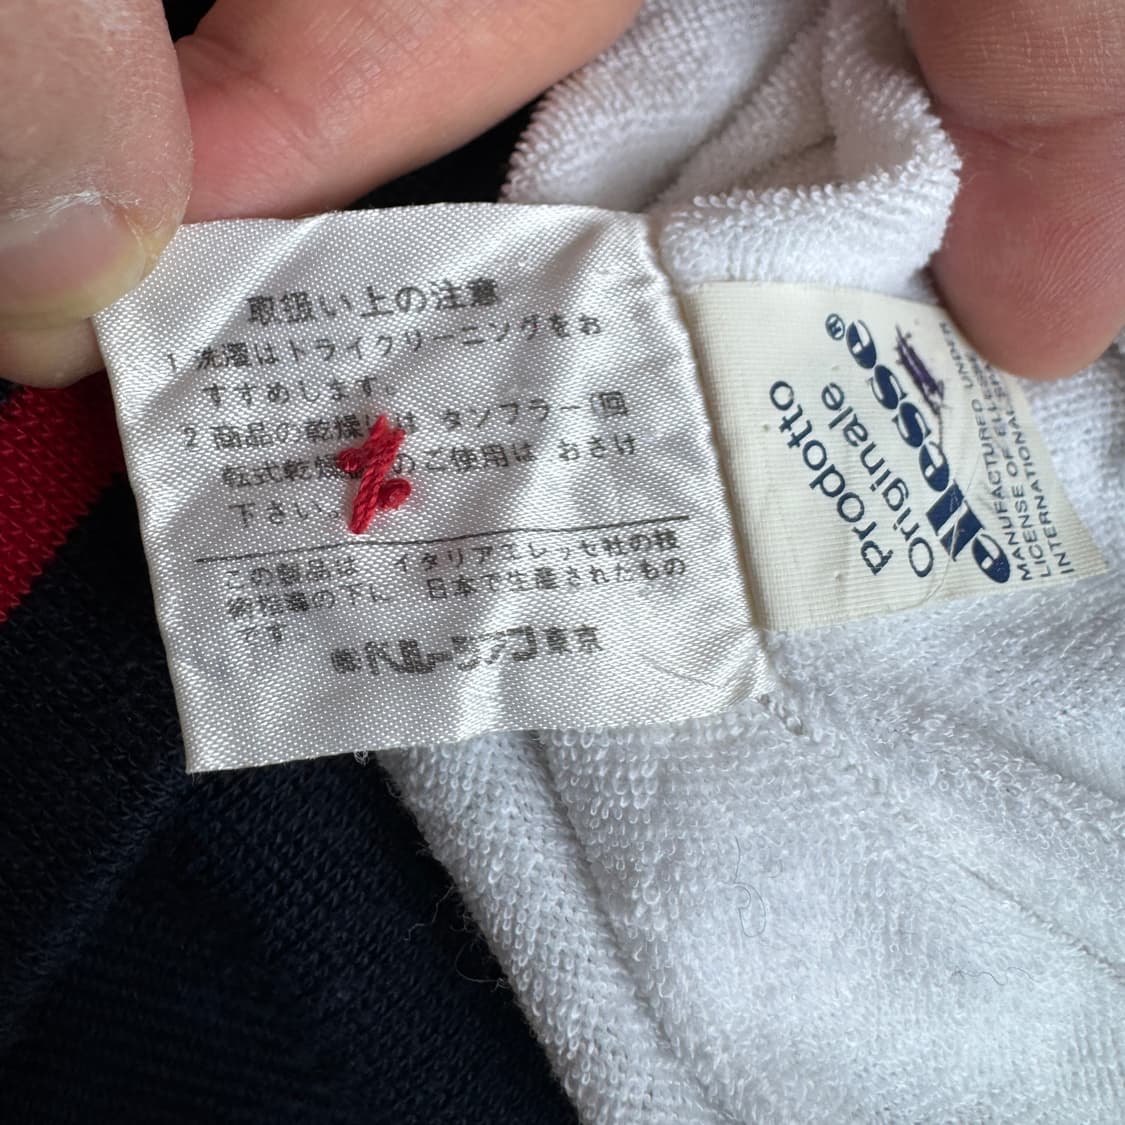 取扱い上の注意
1 洗濯はドライクリーニングをお
すすめします。
2 商品の乾燥には タンブラー(回
転式乾燥 のご使用は おさけ
下さい。
この製品は、イタリアエレッセ社の技
術指導の下に 日本で生産されたもの
です。
東京
Prodotto
Originale
ellesse®
MANUFACTURED UNDER
LICENSE OF
INTERNATIONAL